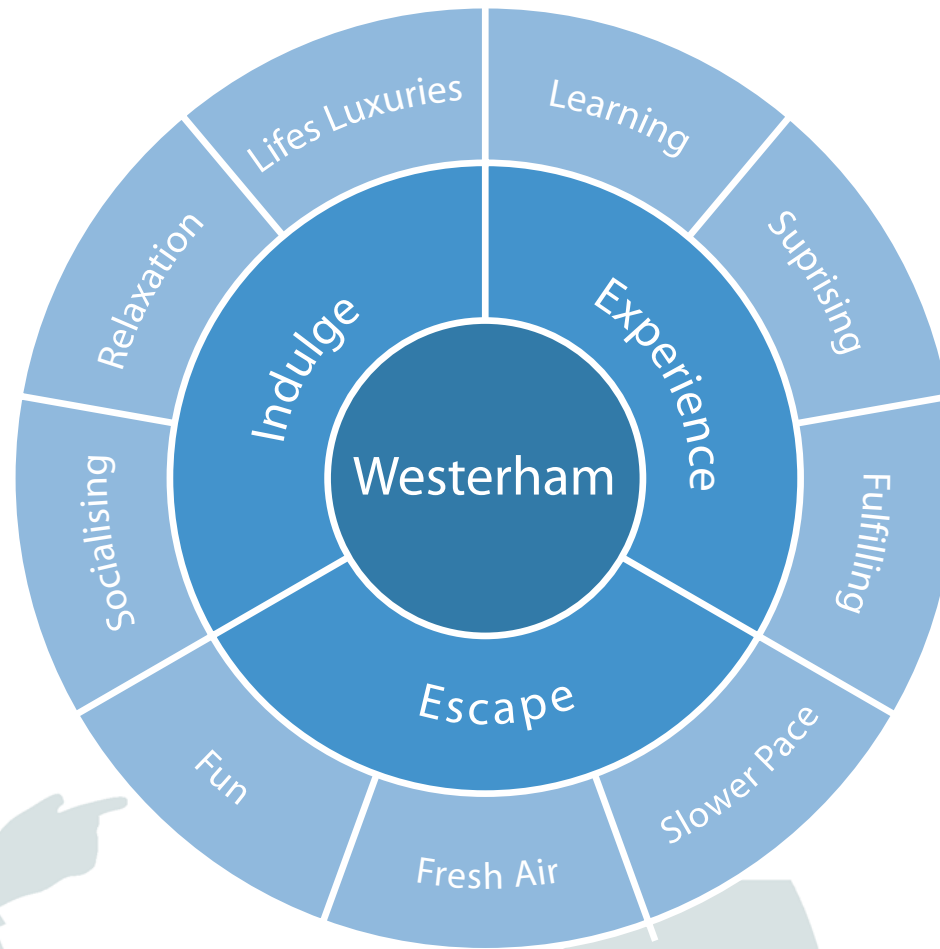 Westerham
Indulge
Experience
Escape
Lifes Luxuries
Learning
Suprising
Fulfilling
Slower Pace
Fresh Air
Fun
Socialising
Relaxation